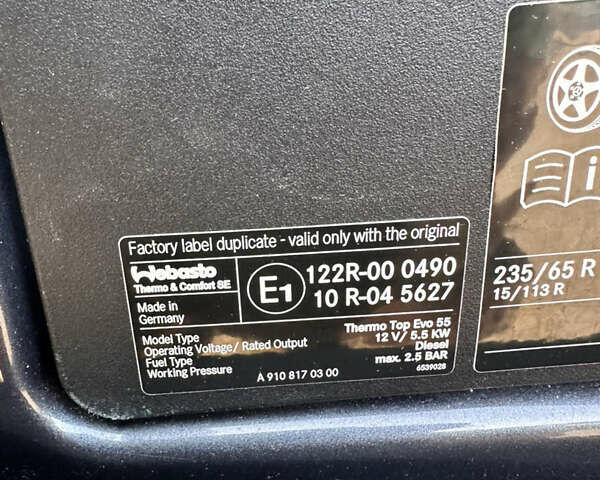 Factory label duplicate - valid only with the original
Webasto
Thermo & Comfort SE
Made in
Germany
E1
122R-00 0490
10 R-04 5627
Model Type Thermo Top Evo 55
Operating Voltage/ Rated Output 12 V/ 5.5 KW
Fuel Type Diesel
Working Pressure max. 2.5 BAR
A 910 817 03 00 6539028
i
235/65 R
15/113 R